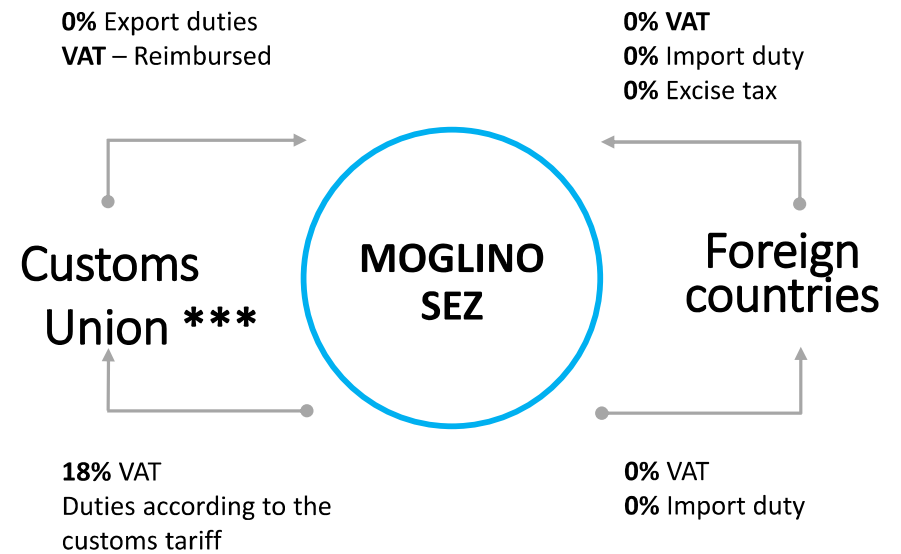 0% Export duties
VAT – Reimbursed
0% VAT
0% Import duty
0% Excise tax
Customs
Union ***
MOGLINO
SEZ
Foreign
countries
18% VAT
Duties according to the
customs tariff
0% VAT
0% Import duty